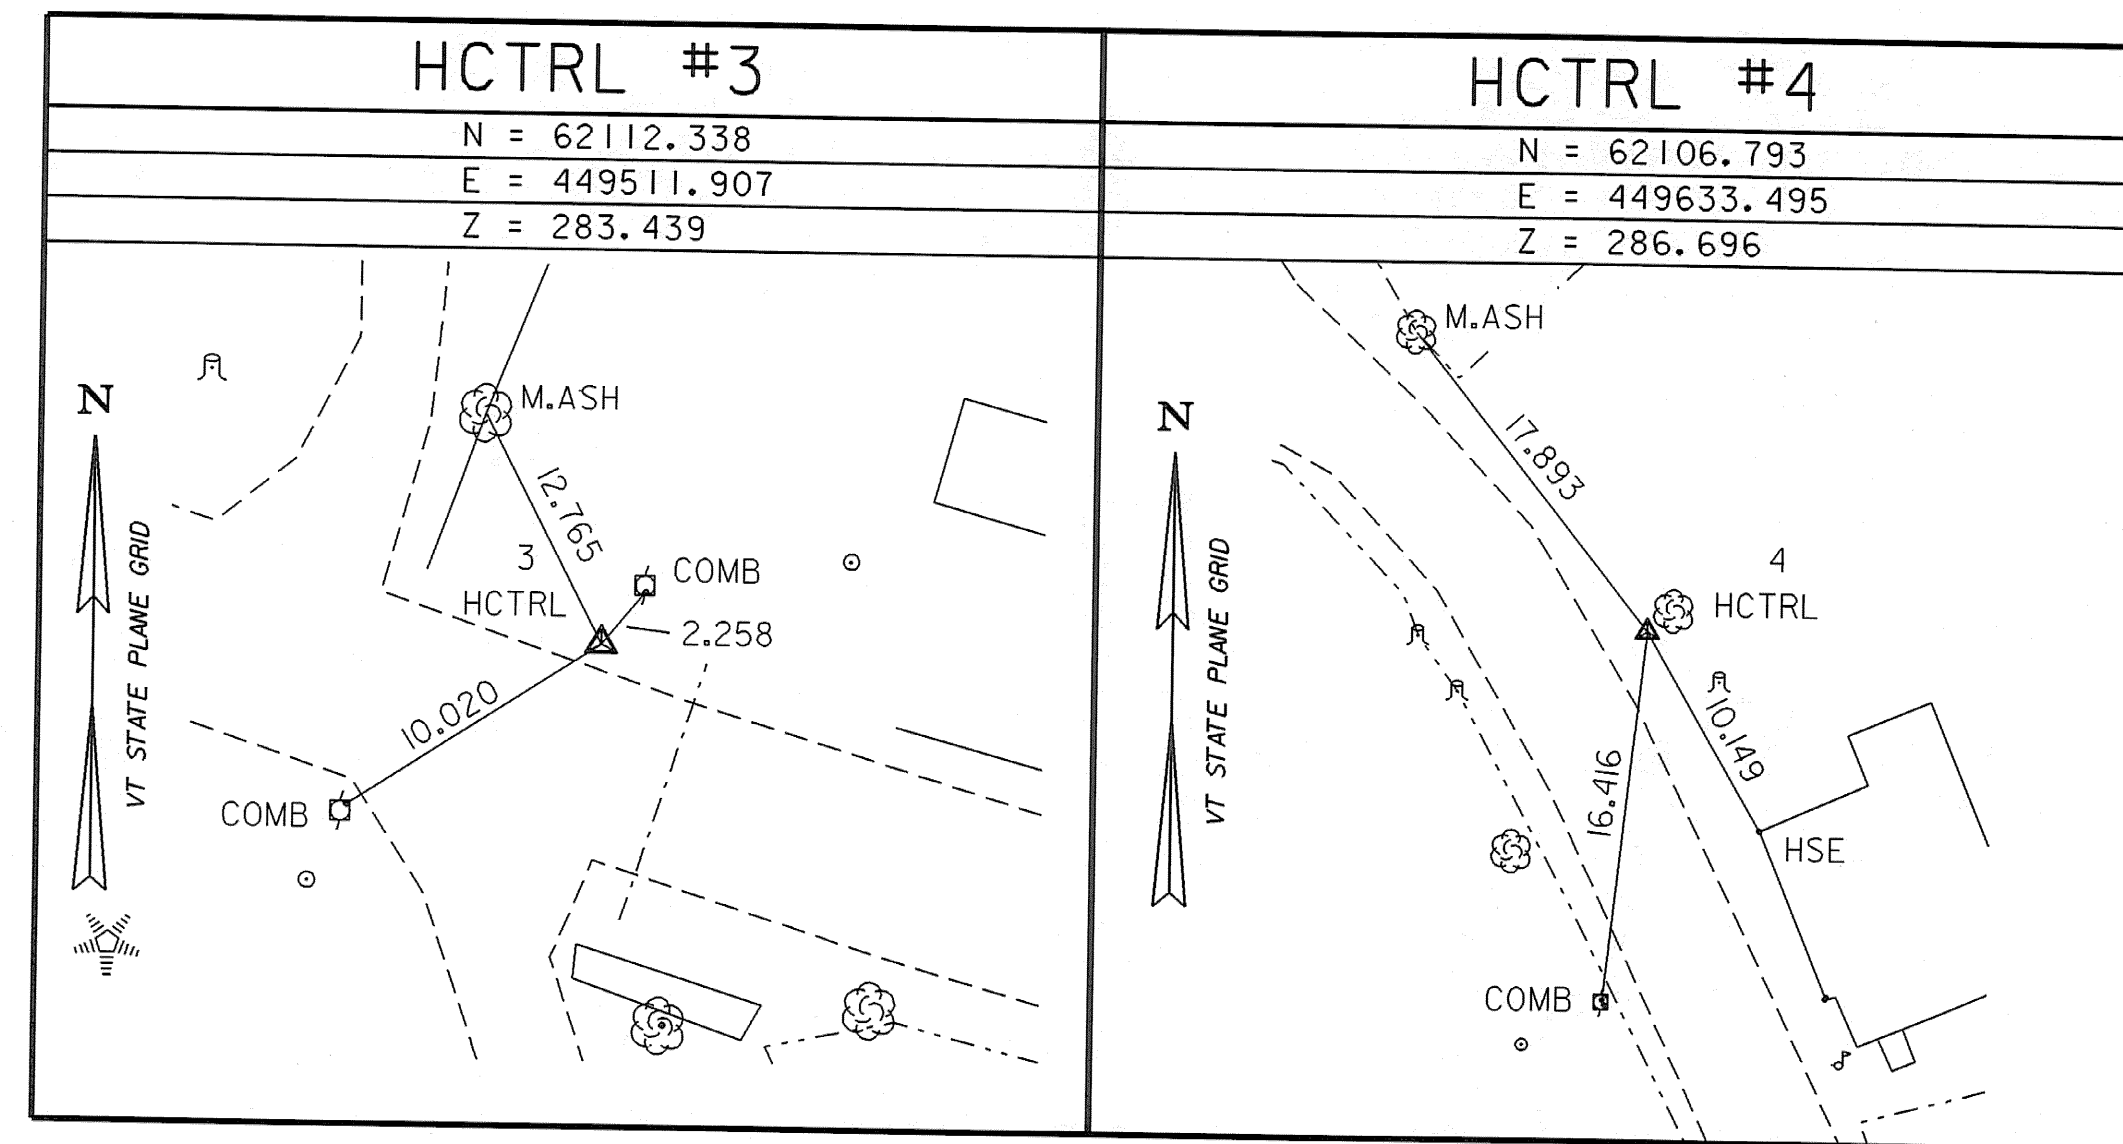 HCTRL #3
N = 62112.338
E = 449511.907
Z = 283.439
N
VT STATE PLANE GRID
M.ASH
12.765
3
HCTRL
COMB
2.258
10.020
COMB
HCTRL #4
N = 62106.793
E = 449633.495
Z = 286.696
N
VT STATE PLANE GRID
M.ASH
17.893
4
HCTRL
10.149
16.416
HSE
COMB